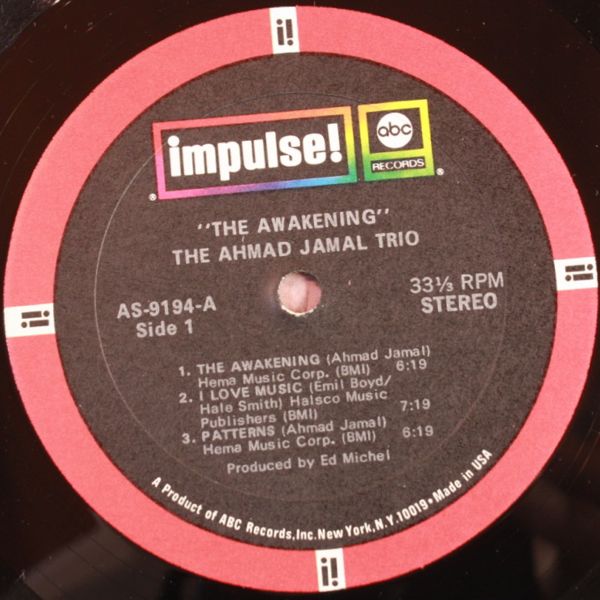 i!
impulse!
abc
RECORDS
®
®
"THE AWAKENING"
THE AHMAD JAMAL TRIO
AS-9194-A
Side 1
33⅓ RPM
STEREO
i!
i!
1. THE AWAKENING (Ahmad Jamal)
Hema Music Corp. (BMI) 6:19
2. I LOVE MUSIC (Emil Boyd/
Hale Smith) Halsco Music
Publishers (BMI) 7:19
3. PATTERNS (Ahmad Jamal)
Hema Music Corp. (BMI) 6:19
Produced by Ed Michel
A Product of ABC Records, Inc. New York, N.Y. 10019 • Made in USA
i!